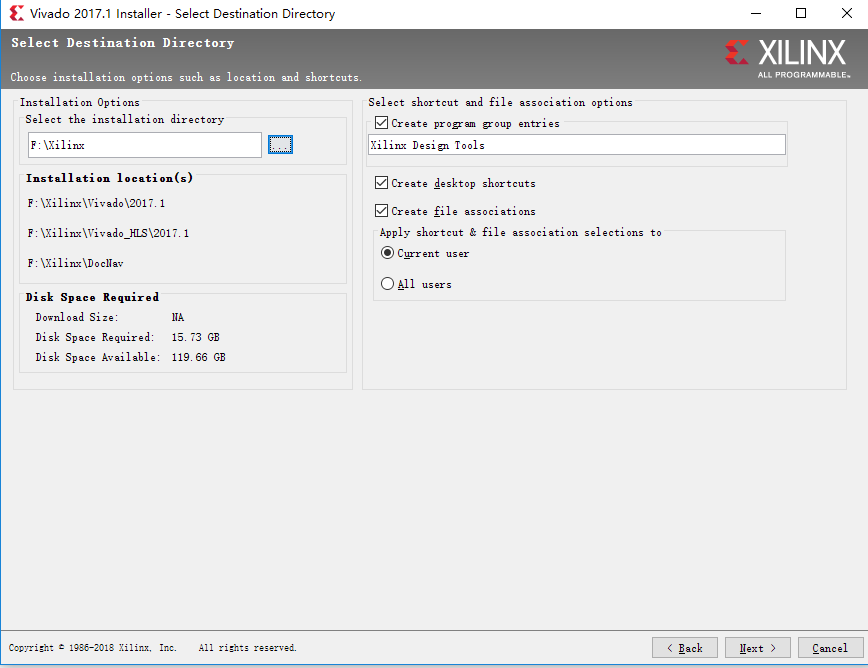 Vivado 2017.1 Installer - Select Destination Directory
Select Destination Directory
Choose installation options such as location and shortcuts.
XILINX
ALL PROGRAMMABLE™
Installation Options
Select the installation directory
F:\Xilinx
...
Installation location(s)
F:\Xilinx\Vivado\2017.1
F:\Xilinx\Vivado_HLS\2017.1
F:\Xilinx\DocNav
Disk Space Required
Download Size: NA
Disk Space Required: 15.73 GB
Disk Space Available: 119.66 GB
Select shortcut and file association options
Create program group entries
Xilinx Design Tools
Create desktop shortcuts
Create file associations
Apply shortcut & file association selections to
Current user
All users
Copyright © 1986-2018 Xilinx, Inc. All rights reserved.
< Back
Next >
Cancel